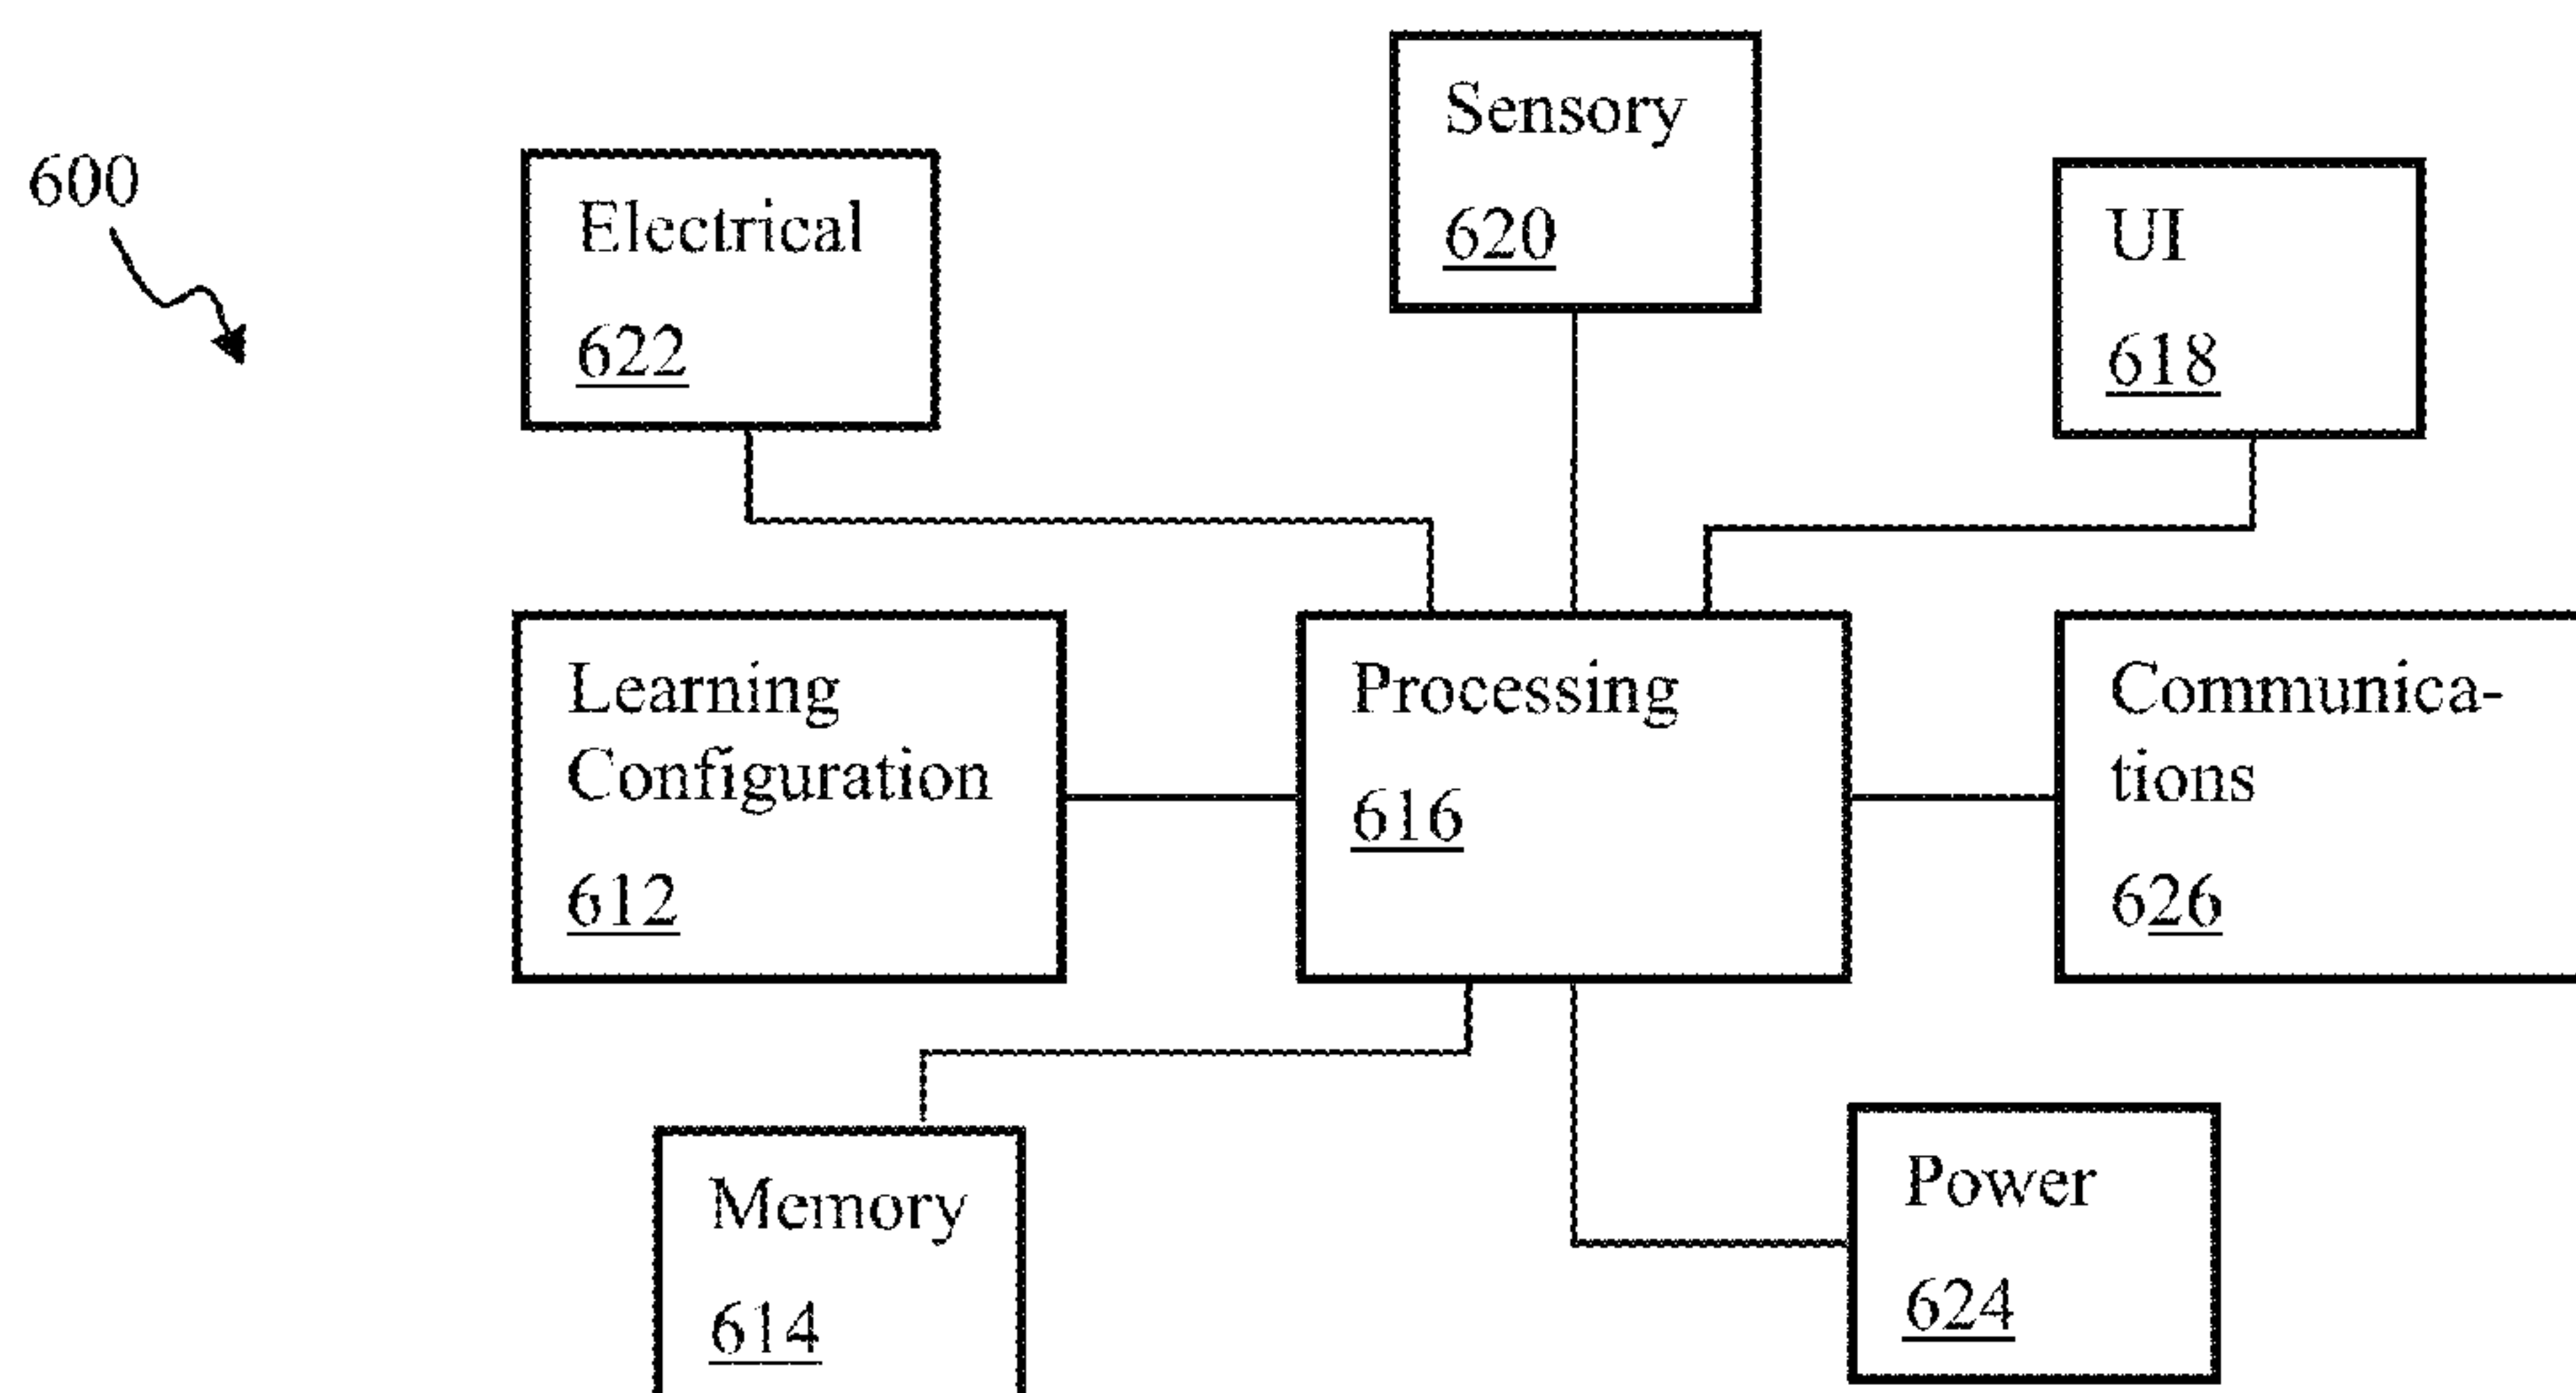 600
Electrical
622
Sensory
620
UI
618
Learning
Configuration
612
Processing
616
Communica-
tions
626
Memory
614
Power
624